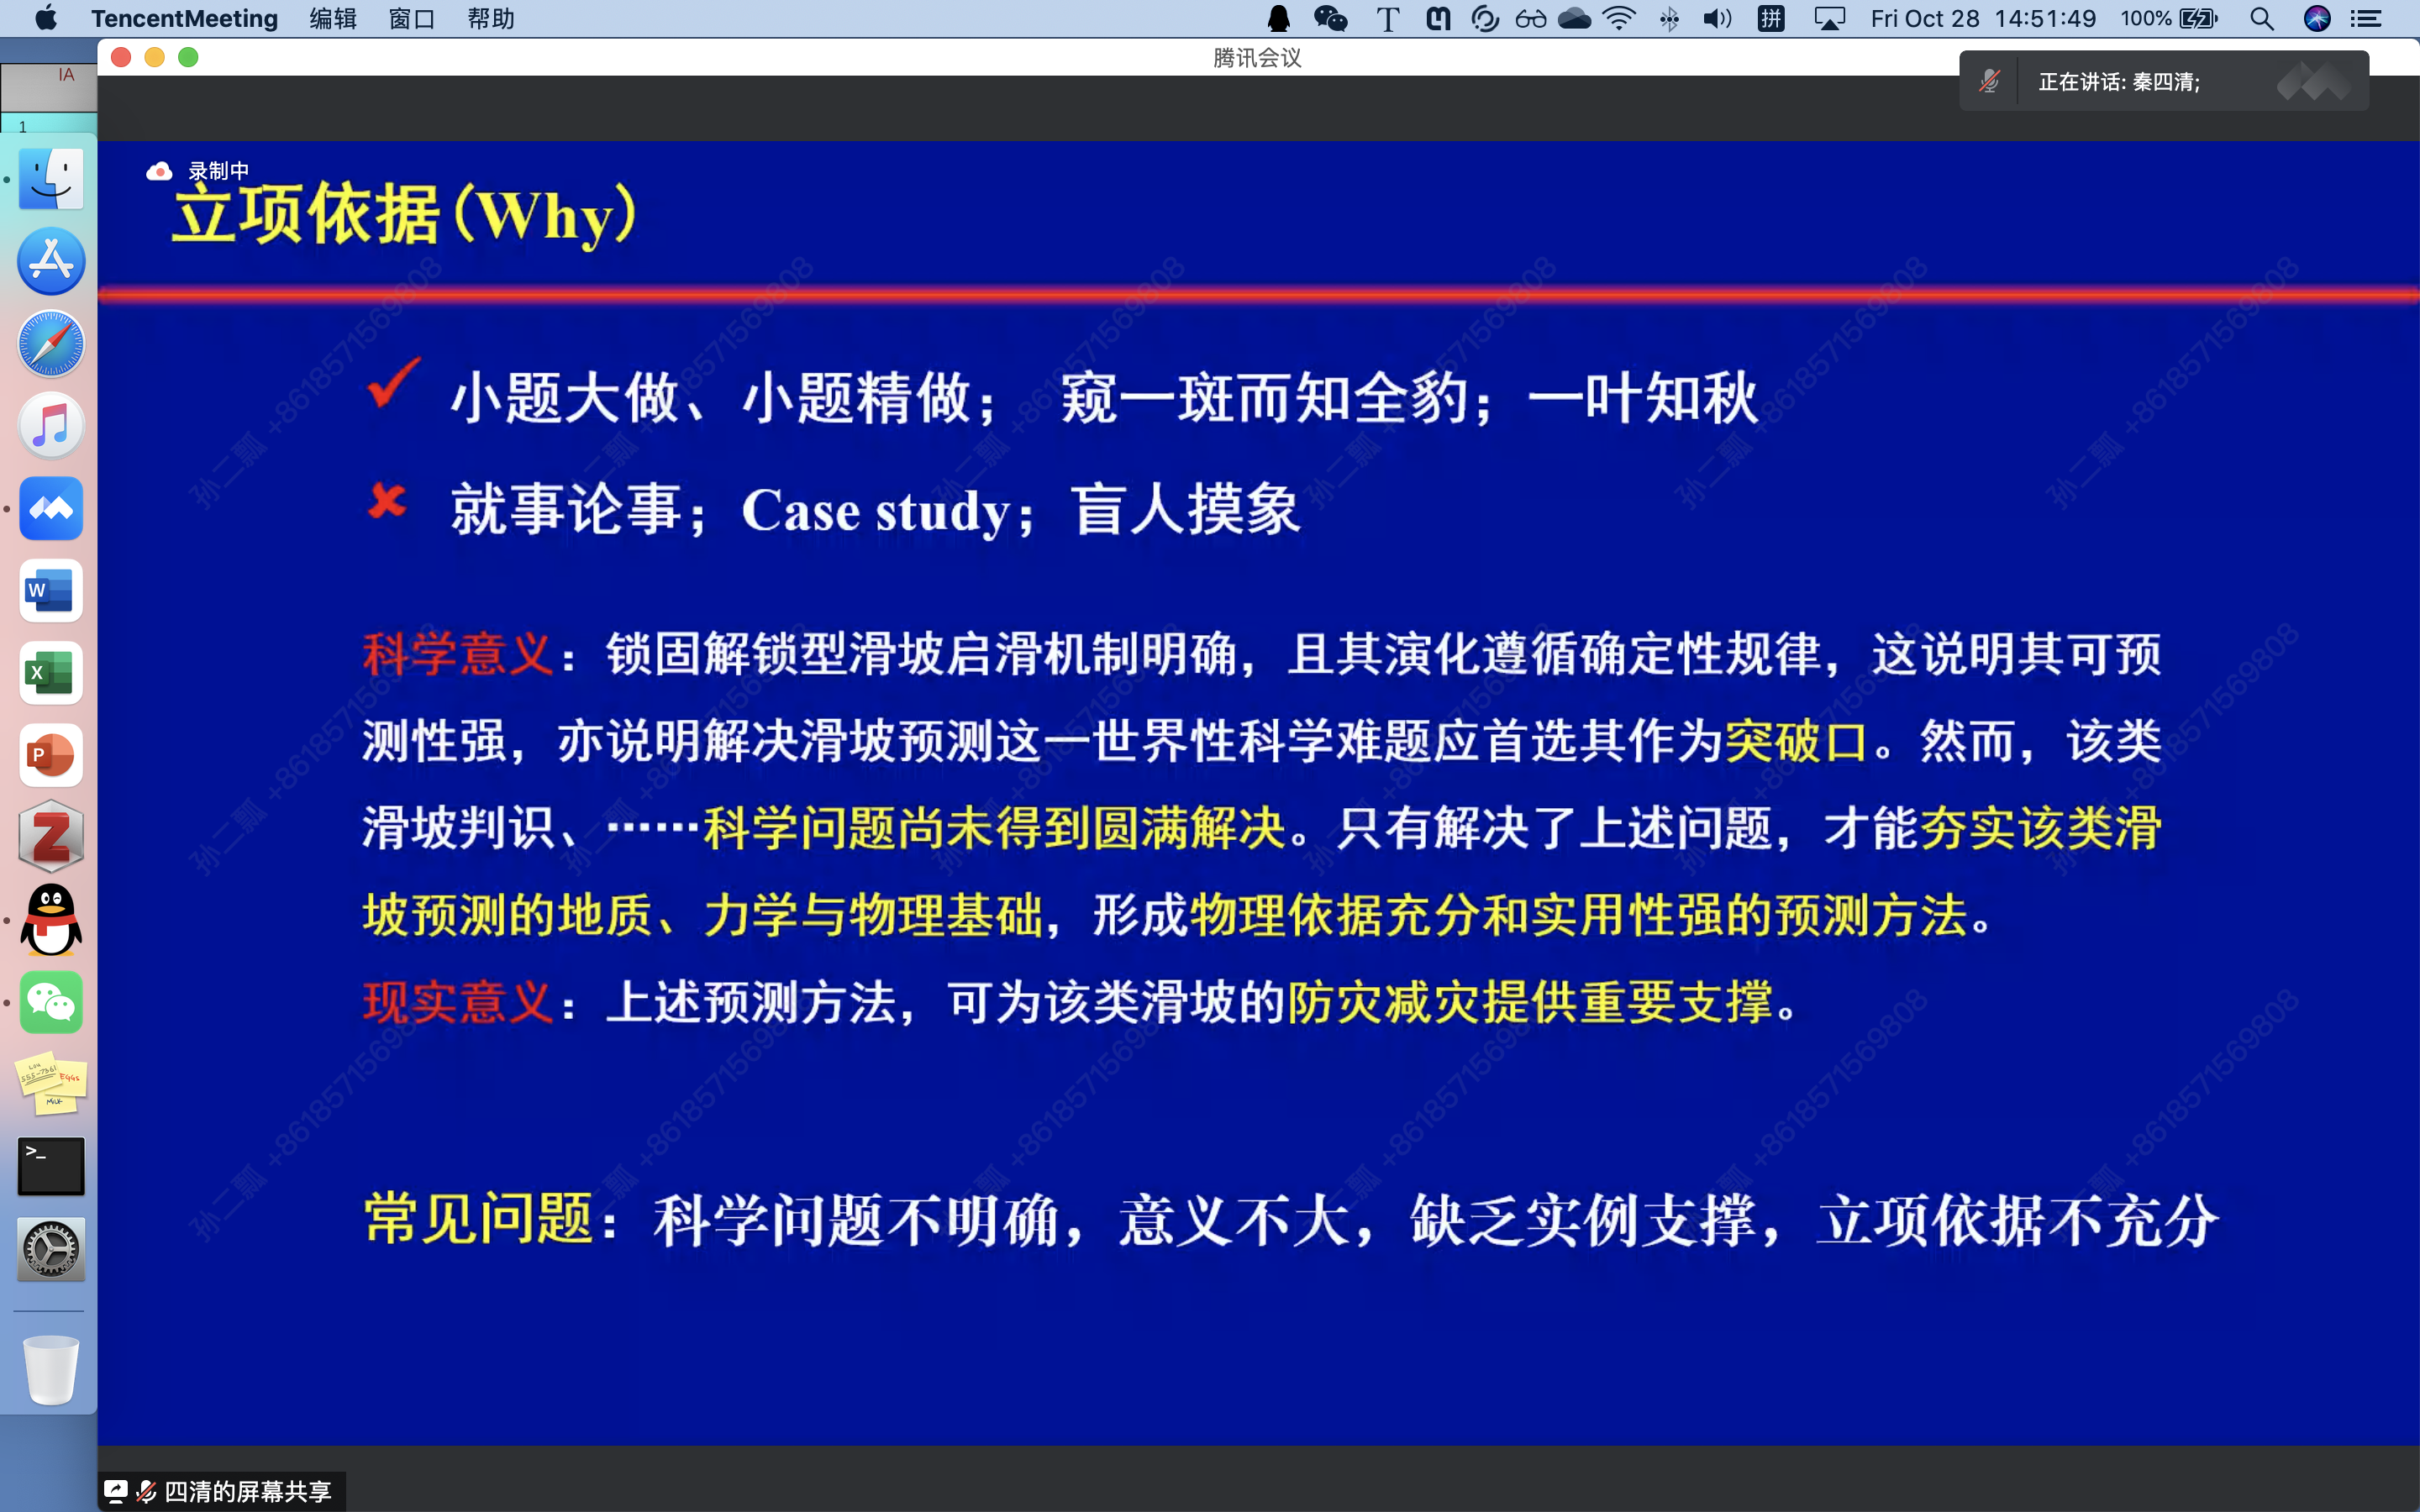 TencentMeeting 编辑 窗口 帮助
拼 Fri Oct 28 14:51:49 100%
腾讯会议
正在讲话: 秦四清;
IA
1
录制中
立项依据(Why)
小题大做、小题精做； 窥一斑而知全豹；一叶知秋
就事论事；Case study；盲人摸象
科学意义：锁固解锁型滑坡启滑机制明确，且其演化遵循确定性规律，这说明其可预
测性强，亦说明解决滑坡预测这一世界性科学难题应首选其作为突破口。然而，该类
滑坡判识、……科学问题尚未得到圆满解决。只有解决了上述问题，才能夯实该类滑
坡预测的地质、力学与物理基础，形成物理依据充分和实用性强的预测方法。
现实意义：上述预测方法，可为该类滑坡的防灾减灾提供重要支撑。
常见问题：科学问题不明确，意义不大，缺乏实例支撑，立项依据不充分
孙二瓢 +8618571569808
四清的屏幕共享